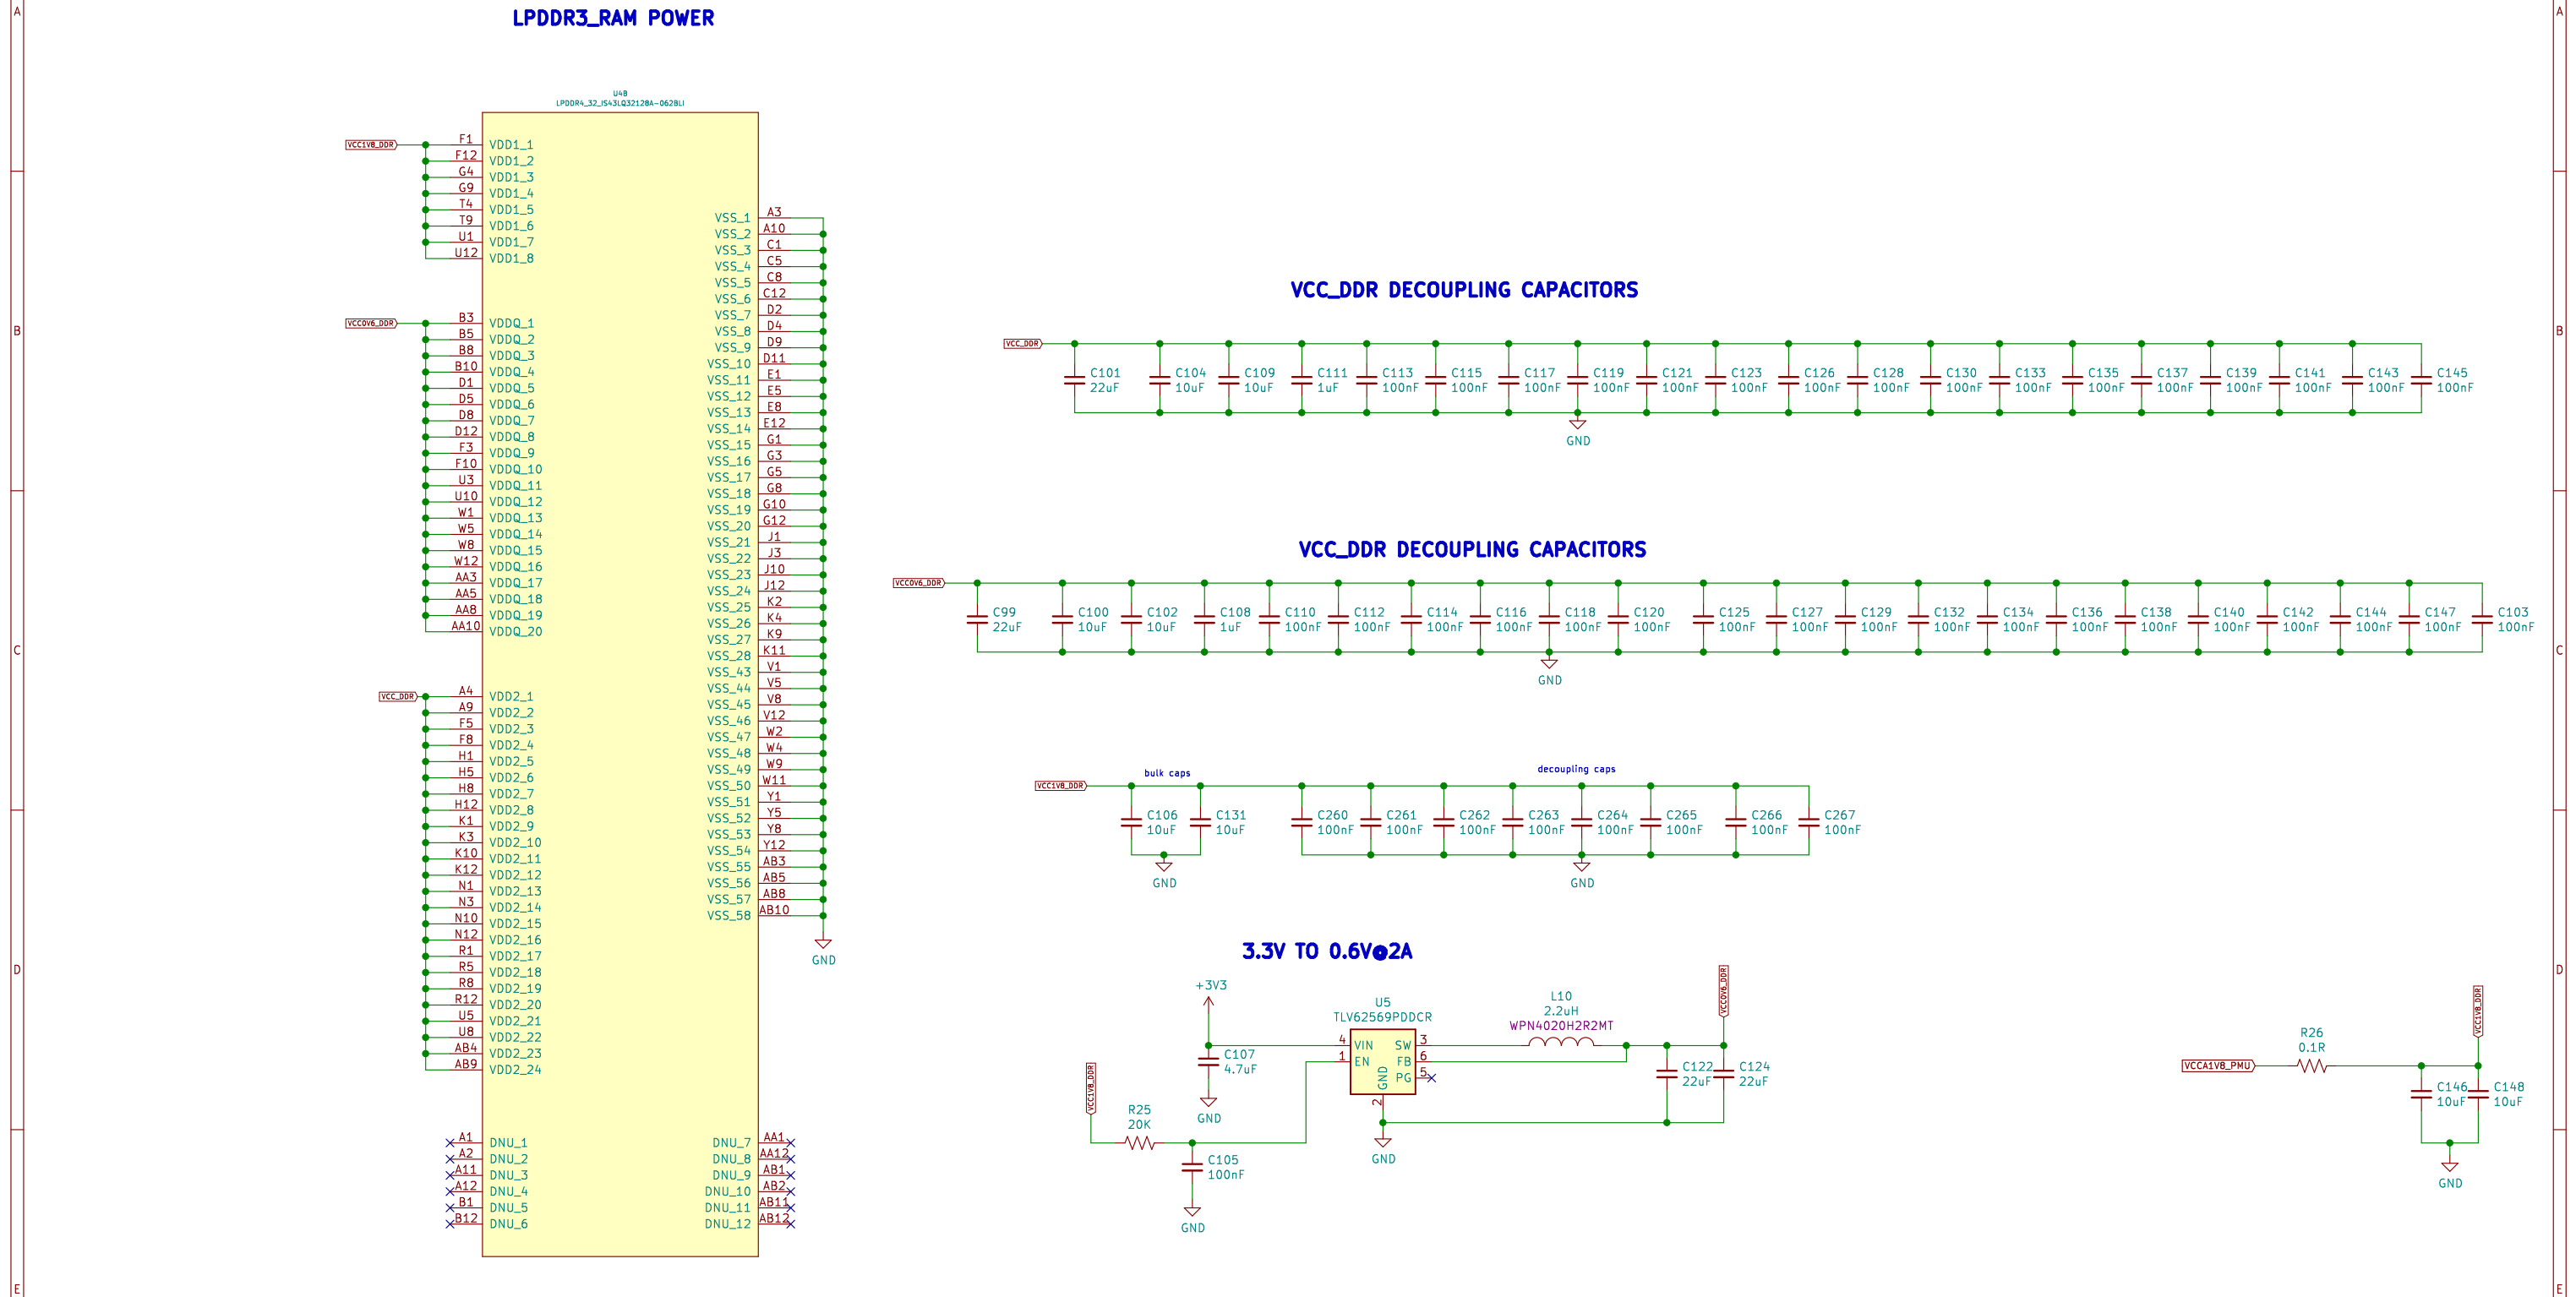 A
A
LPDDR3_RAM POWER
U4B
LPDDR4_32_IS43LQ32128A-062BLI
VCC1V8_DDR
F1 VDD1_1
F12 VDD1_2
G4 VDD1_3
G9 VDD1_4
T4 VDD1_5
T9 VDD1_6
U1 VDD1_7
U12 VDD1_8
VCC0V6_DDR
B3 VDDQ_1
B5 VDDQ_2
B8 VDDQ_3
B10 VDDQ_4
D1 VDDQ_5
D5 VDDQ_6
D8 VDDQ_7
D12 VDDQ_8
F3 VDDQ_9
F10 VDDQ_10
U3 VDDQ_11
U10 VDDQ_12
W1 VDDQ_13
W5 VDDQ_14
W8 VDDQ_15
W12 VDDQ_16
AA3 VDDQ_17
AA5 VDDQ_18
AA8 VDDQ_19
AA10 VDDQ_20
VCC_DDR
A4 VDD2_1
A9 VDD2_2
F5 VDD2_3
F8 VDD2_4
H1 VDD2_5
H5 VDD2_6
H8 VDD2_7
H12 VDD2_8
K1 VDD2_9
K3 VDD2_10
K10 VDD2_11
K12 VDD2_12
N1 VDD2_13
N3 VDD2_14
N10 VDD2_15
N12 VDD2_16
R1 VDD2_17
R5 VDD2_18
R8 VDD2_19
R12 VDD2_20
U5 VDD2_21
U8 VDD2_22
AB4 VDD2_23
AB9 VDD2_24
A1 DNU_1
A2 DNU_2
A11 DNU_3
A12 DNU_4
B1 DNU_5
B12 DNU_6
VSS_1 A3
VSS_2 A10
VSS_3 C1
VSS_4 C5
VSS_5 C8
VSS_6 C12
VSS_7 D2
VSS_8 D4
VSS_9 D9
VSS_10 D11
VSS_11 E1
VSS_12 E5
VSS_13 E8
VSS_14 E12
VSS_15 G1
VSS_16 G3
VSS_17 G5
VSS_18 G8
VSS_19 G10
VSS_20 G12
VSS_21 J1
VSS_22 J3
VSS_23 J10
VSS_24 J12
VSS_25 K2
VSS_26 K4
VSS_27 K9
VSS_28 K11
VSS_43 V1
VSS_44 V5
VSS_45 V8
VSS_46 V12
VSS_47 W2
VSS_48 W4
VSS_49 W9
VSS_50 W11
VSS_51 Y1
VSS_52 Y5
VSS_53 Y8
VSS_54 Y12
VSS_55 AB3
VSS_56 AB5
VSS_57 AB8
VSS_58 AB10
GND
DNU_7 AA1
DNU_8 AA12
DNU_9 AB1
DNU_10 AB2
DNU_11 AB11
DNU_12 AB12
B
B
VCC_DDR DECOUPLING CAPACITORS
VCC_DDR
C101 C104 C109 C111 C113 C115 C117 C119 C121 C123 C126 C128 C130 C133 C135 C137 C139 C141 C143 C145
22uF 10uF 10uF 1uF 100nF 100nF 100nF 100nF 100nF 100nF 100nF 100nF 100nF 100nF 100nF 100nF 100nF 100nF 100nF 100nF
GND
VCC_DDR DECOUPLING CAPACITORS
VCC0V6_DDR
C99 C100 C102 C108 C110 C112 C114 C116 C118 C120 C125 C127 C129 C132 C134 C136 C138 C140 C142 C144 C147 C103
22uF 10uF 10uF 1uF 100nF 100nF 100nF 100nF 100nF 100nF 100nF 100nF 100nF 100nF 100nF 100nF 100nF 100nF 100nF 100nF 100nF 100nF
GND
C
C
bulk caps
decoupling caps
VCC1V8_DDR
C106 C131 C260 C261 C262 C263 C264 C265 C266 C267
10uF 10uF 100nF 100nF 100nF 100nF 100nF 100nF 100nF 100nF
GND
GND
D
D
3.3V TO 0.6V@2A
+3V3
C107
4.7uF
GND
VCC1V8_DDR
R25
20K
C105
100nF
GND
U5
TLV62569PDDCR
4 VIN
1 EN
SW 3
FB 6
PG 5
GND
2
GND
L10
2.2uH
WPN4020H2R2MT
VCC0V6_DDR
C122 C124
22uF 22uF
VCCA1V8_PMU
R26
0.1R
VCC1V8_DDR
C146 C148
10uF 10uF
GND
E
E